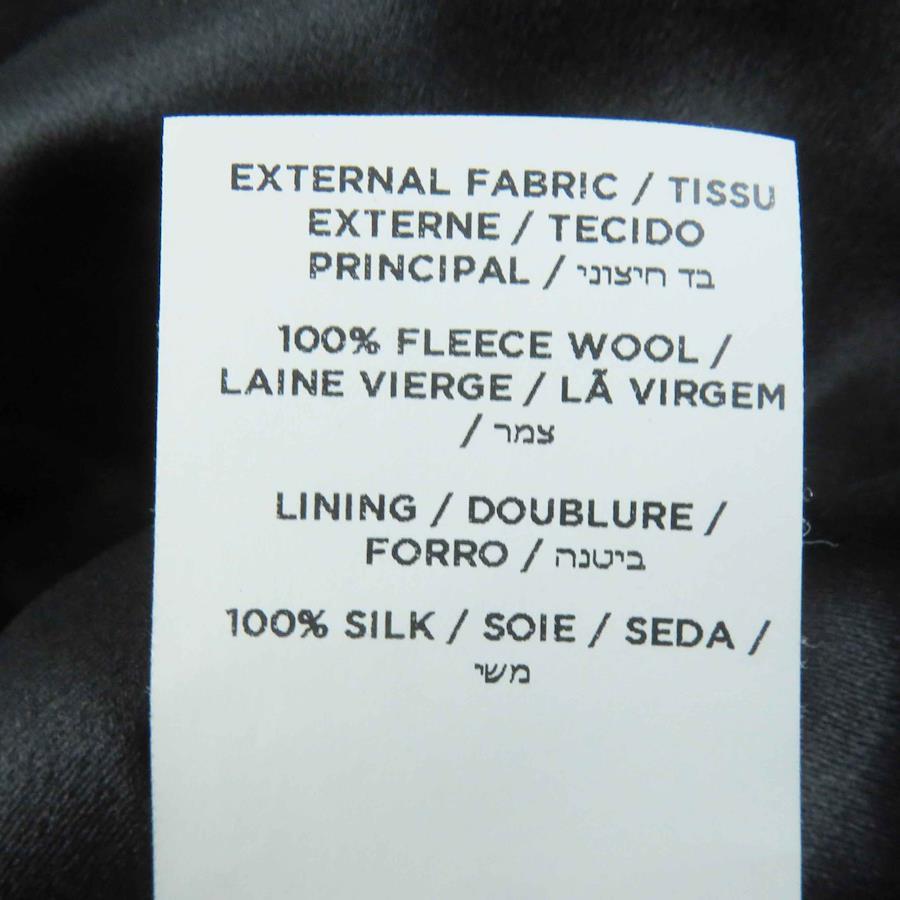 EXTERNAL FABRIC / TISSU
EXTERNE / TECIDO
PRINCIPAL / בד חיצוני
100% FLEECE WOOL /
LAINE VIERGE / LÃ VIRGEM
/ צמר
LINING / DOUBLURE /
FORRO / ביטנה
100% SILK / SOIE / SEDA /
משי